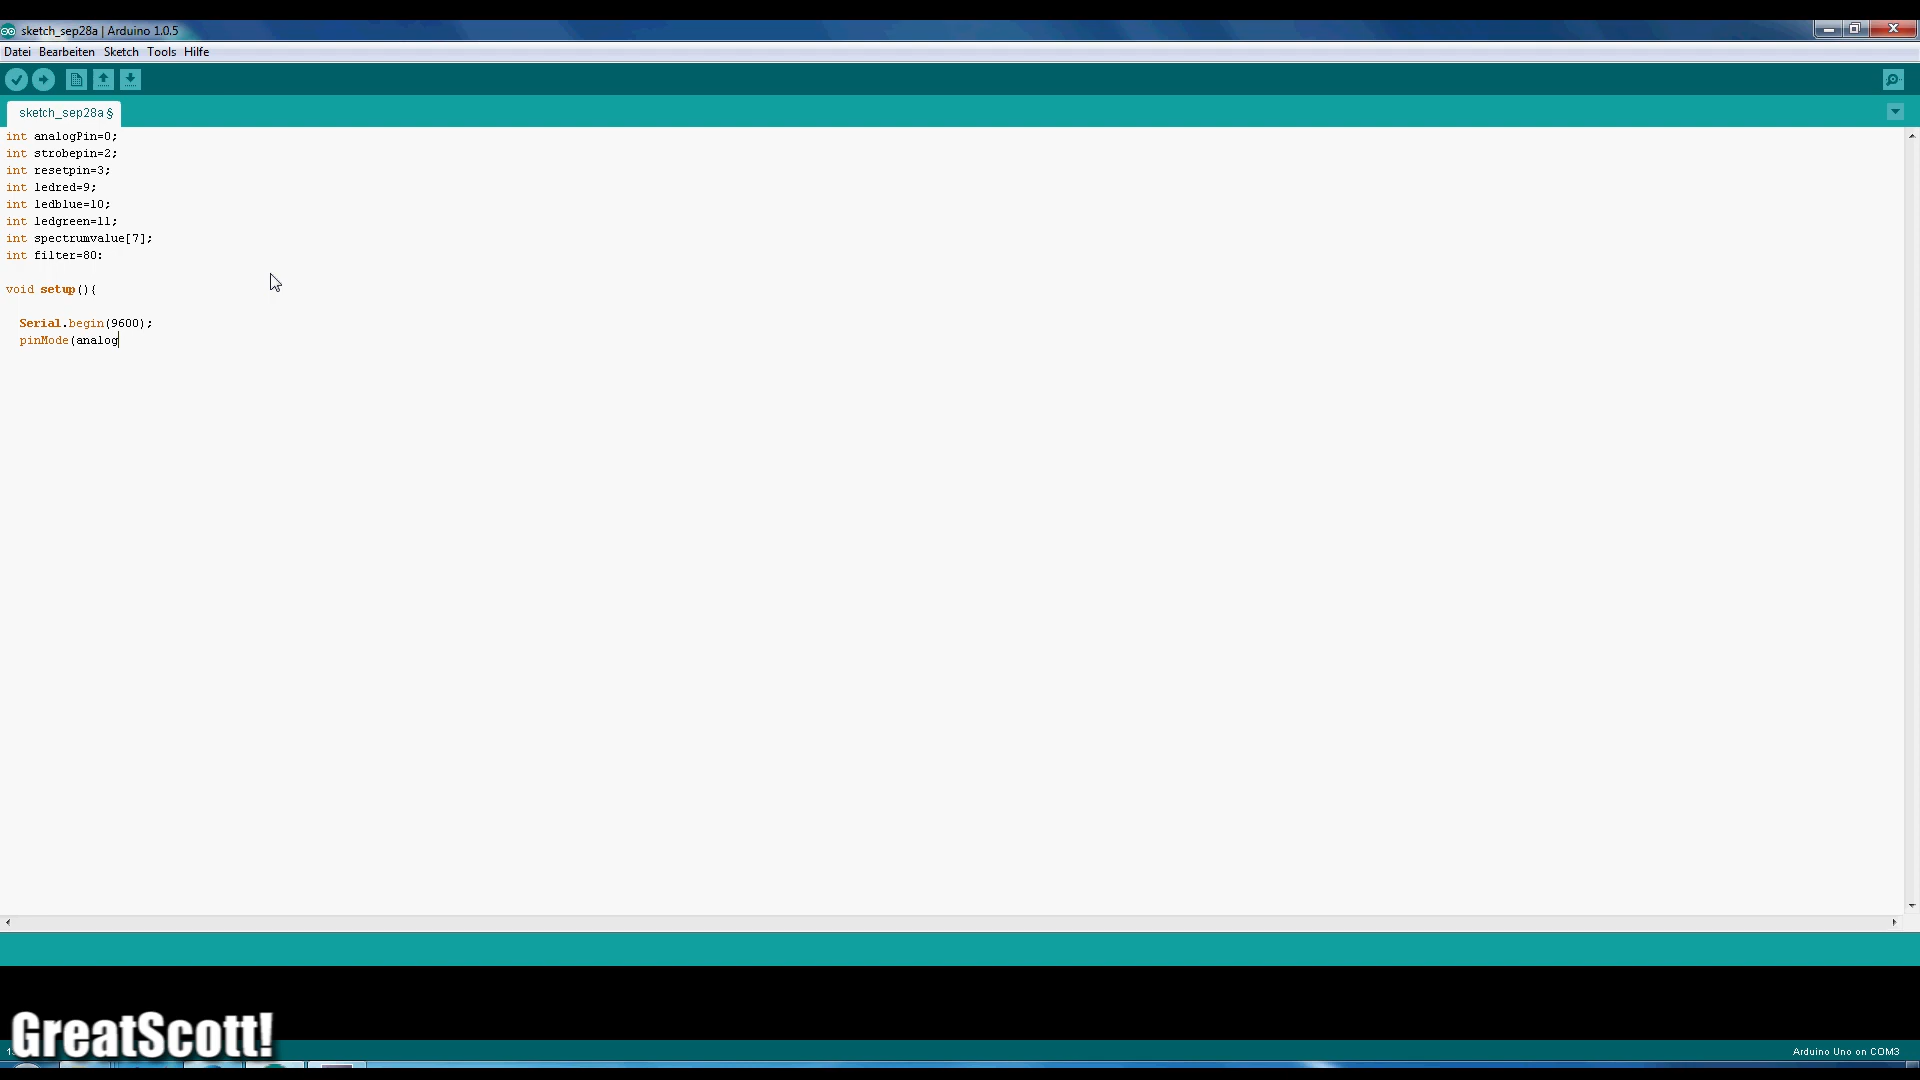 sketch_sep28a | Arduino 1.0.5
Datei Bearbeiten Sketch Tools Hilfe
sketch_sep28a §
int analogPin=0;
int strobepin=2;
int resetpin=3;
int ledred=9;
int ledblue=10;
int ledgreen=11;
int spectrumvalue[7];
int filter=80:
void setup(){
Serial.begin(9600);
pinMode(analog
GreatScott!
Arduino Uno on COM3